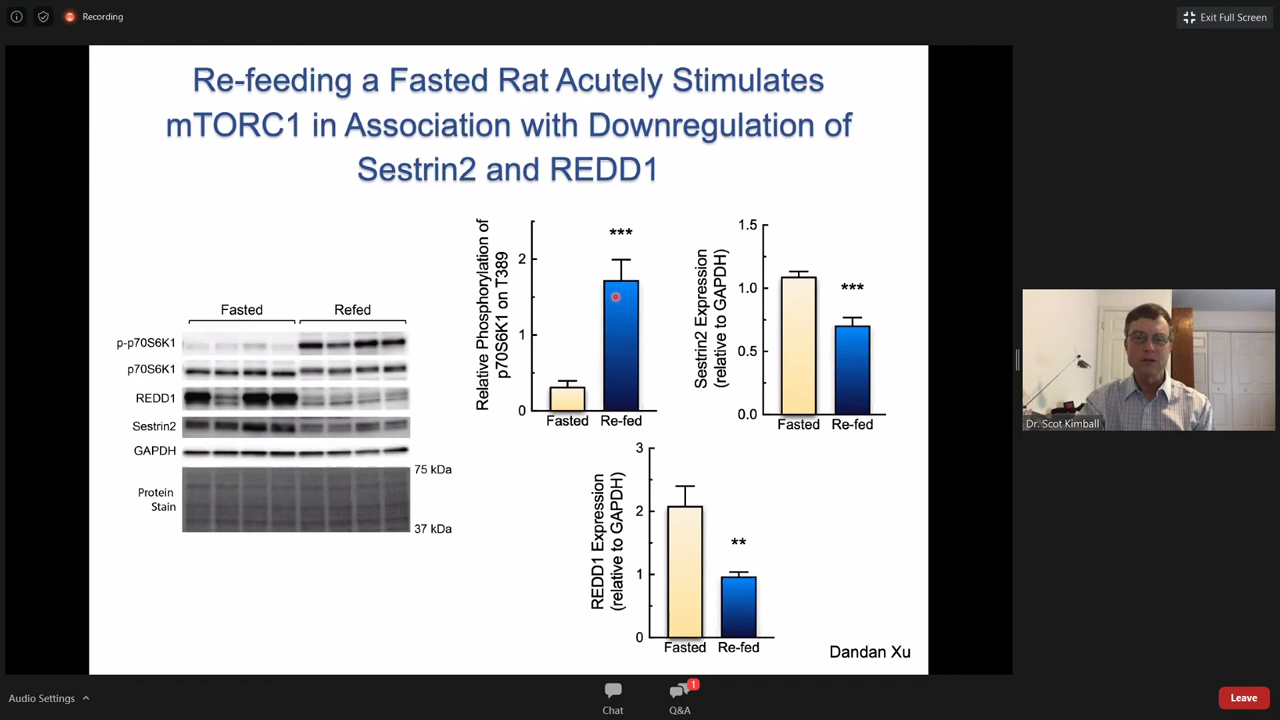 Recording
Exit Full Screen
Re-feeding a Fasted Rat Acutely Stimulates
mTORC1 in Association with Downregulation of
Sestrin2 and REDD1
Fasted Refed
p-p70S6K1
p70S6K1
REDD1
Sestrin2
GAPDH
Protein
Stain
75 kDa
37 kDa
Relative Phosphorylation of
p70S6K1 on T389
2
1
0
***
Fasted Re-fed
Sestrin2 Expression
(relative to GAPDH)
1.5
1.0
0.5
0.0
***
Fasted Re-fed
REDD1 Expression
(relative to GAPDH)
3
2
1
0
**
Fasted Re-fed
Dandan Xu
Dr. Scot Kimball
Audio Settings
Chat
1
Q&A
Leave